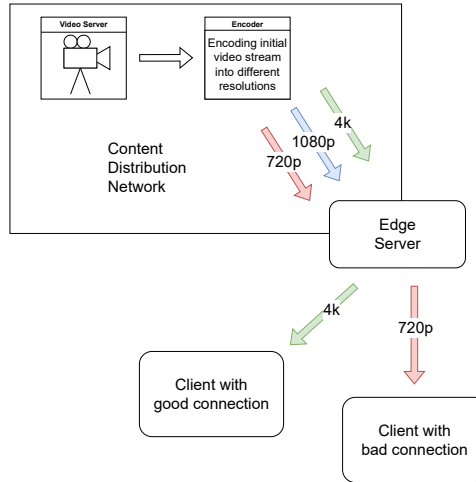 Video Server
Encoder
Encoding initial
video stream
into different
resolutions
4k
1080p
720p
Content
Distribution
Network
Edge
Server
4k
720p
Client with
good connection
Client with
bad connection